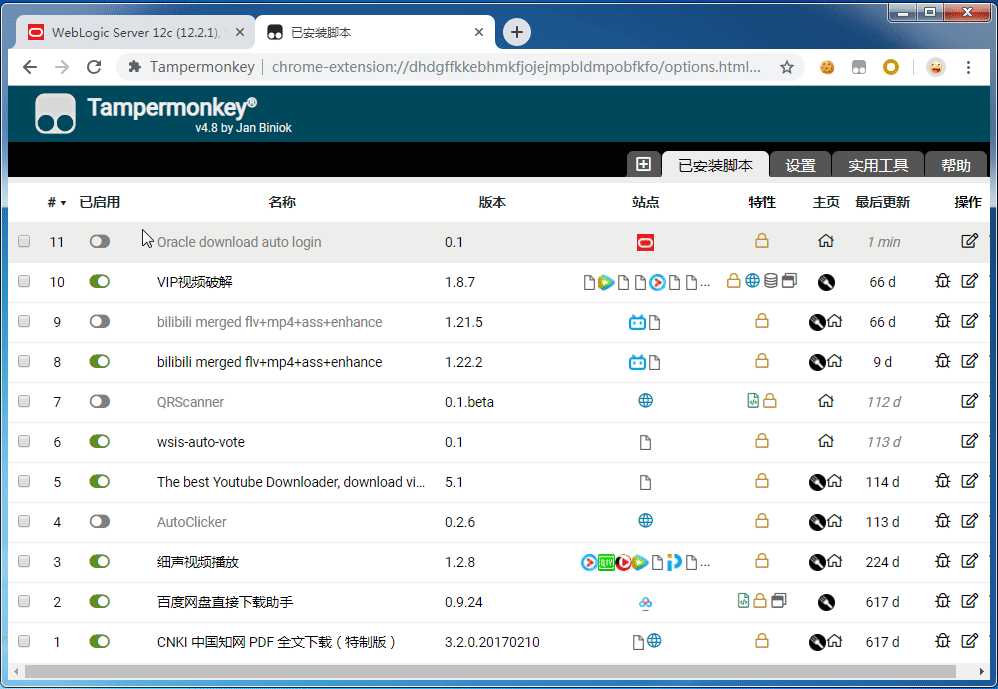 WebLogic Server 12c (12.2.1),
已安装脚本
Tampermonkey | chrome-extension://dhdgffkkebhmkfjojejmpbldmpobfkfo/options.html...
Tampermonkey®
v4.8 by Jan Biniok
已安装脚本 设置 实用工具 帮助
# 已启用 名称 版本 站点 特性 主页 最后更新 操作
11 Oracle download auto login 0.1 1 min
10 VIP视频破解 1.8.7 ... 66 d
9 bilibili merged flv+mp4+ass+enhance 1.21.5 66 d
8 bilibili merged flv+mp4+ass+enhance 1.22.2 9 d
7 QRScanner 0.1.beta 112 d
6 wsis-auto-vote 0.1 113 d
5 The best Youtube Downloader, download vi... 5.1 114 d
4 AutoClicker 0.2.6 113 d
3 细声视频播放 1.2.8 ... 224 d
2 百度网盘直接下载助手 0.9.24 617 d
1 CNKI 中国知网 PDF 全文下载（特制版） 3.2.0.20170210 617 d